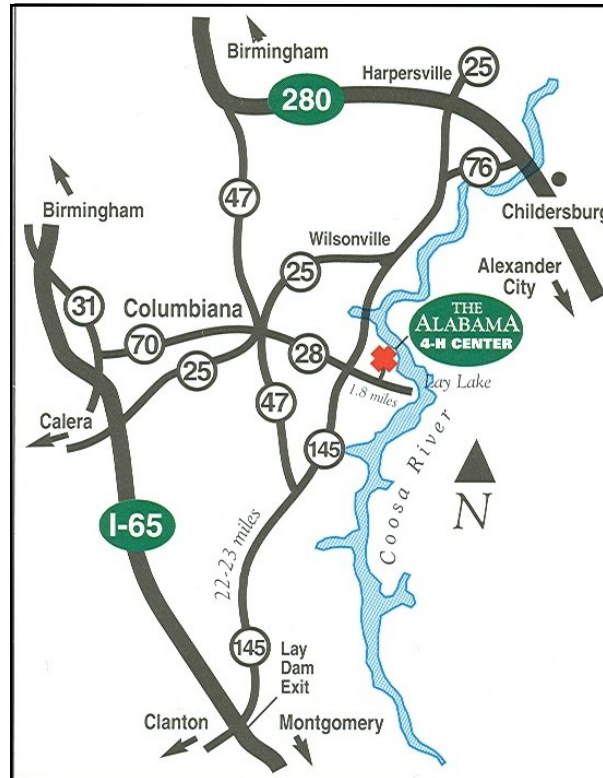 Birmingham
Harpersville
25
280
76
47
Birmingham
Childersburg
Wilsonville
25
Alexander
City
31
Columbiana
THE
ALABAMA
4-H CENTER
70
28
25
Lay Lake
1.8 miles
47
Calera
145
Coosa River
N
I-65
22-23 miles
145
Lay
Dam
Exit
Clanton
Montgomery